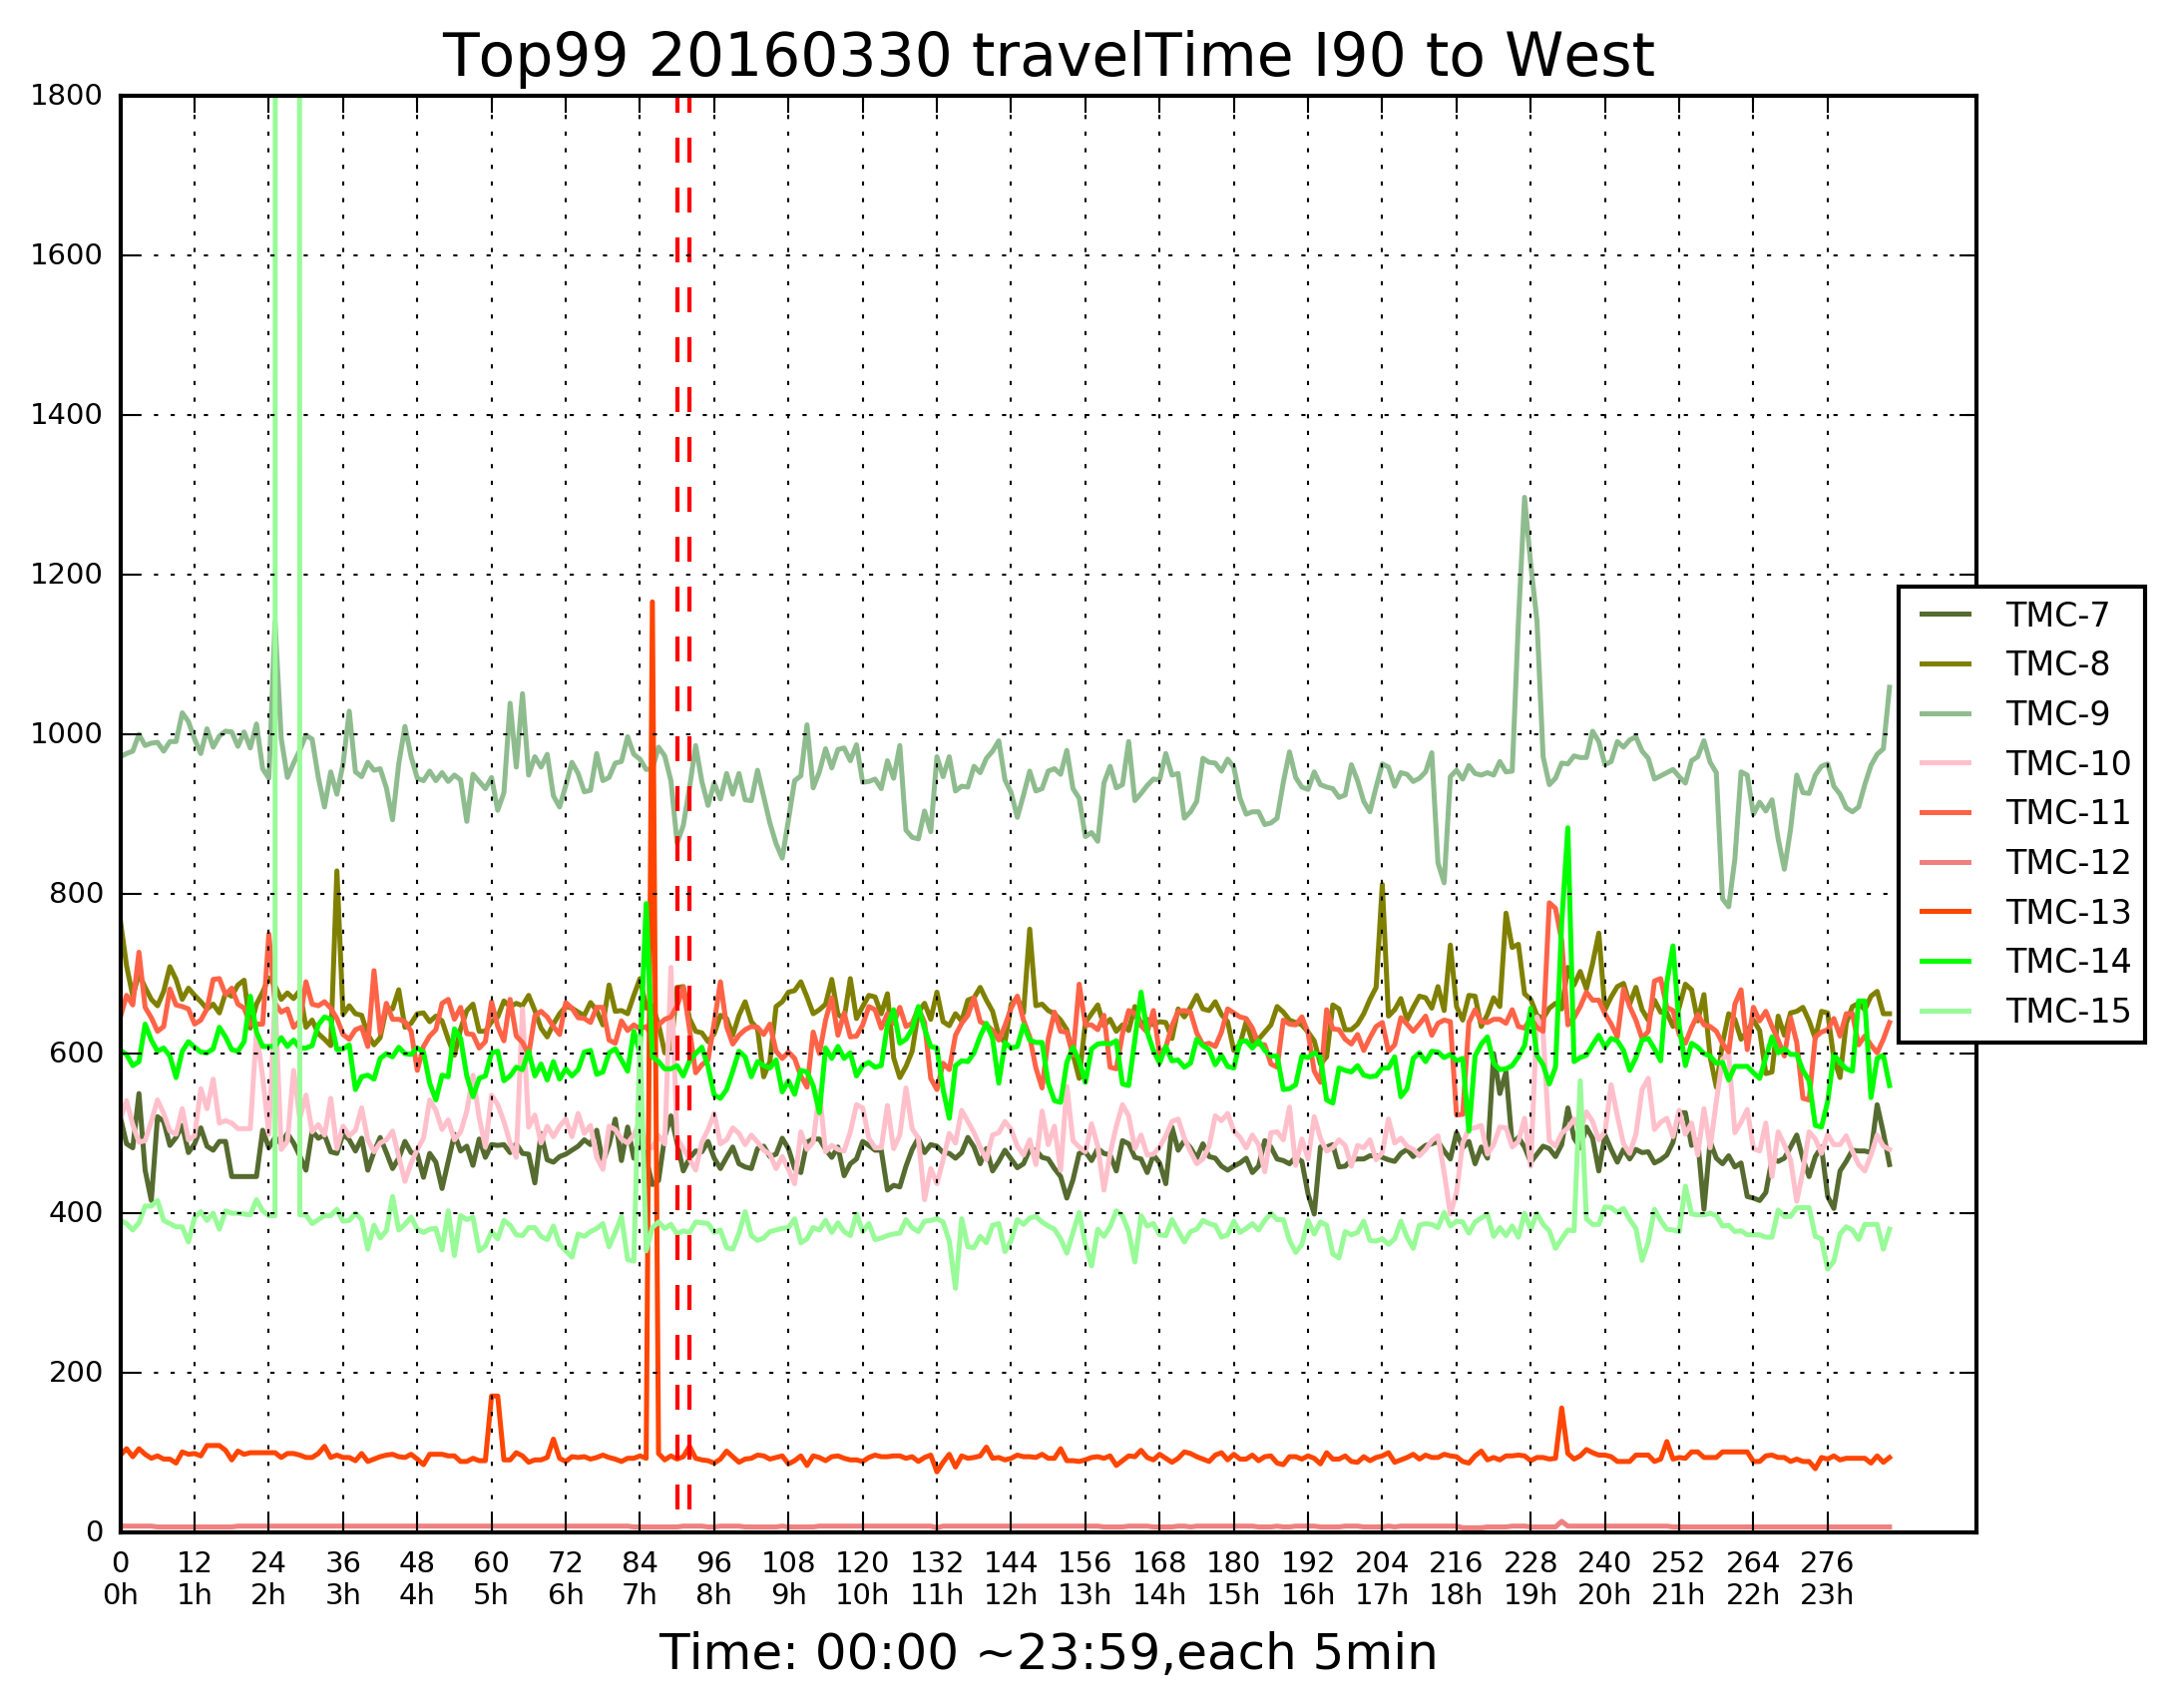 Top99 20160330 travelTime I90 to West
1800
1600
1400
1200
1000
800
600
400
200
0
TMC-7
TMC-8
TMC-9
TMC-10
TMC-11
TMC-12
TMC-13
TMC-14
TMC-15
0 12 24 36 48 60 72 84 96 108 120 132 144 156 168 180 192 204 216 228 240 252 264 276
0h 1h 2h 3h 4h 5h 6h 7h 8h 9h 10h 11h 12h 13h 14h 15h 16h 17h 18h 19h 20h 21h 22h 23h
Time: 00:00 ~23:59,each 5min